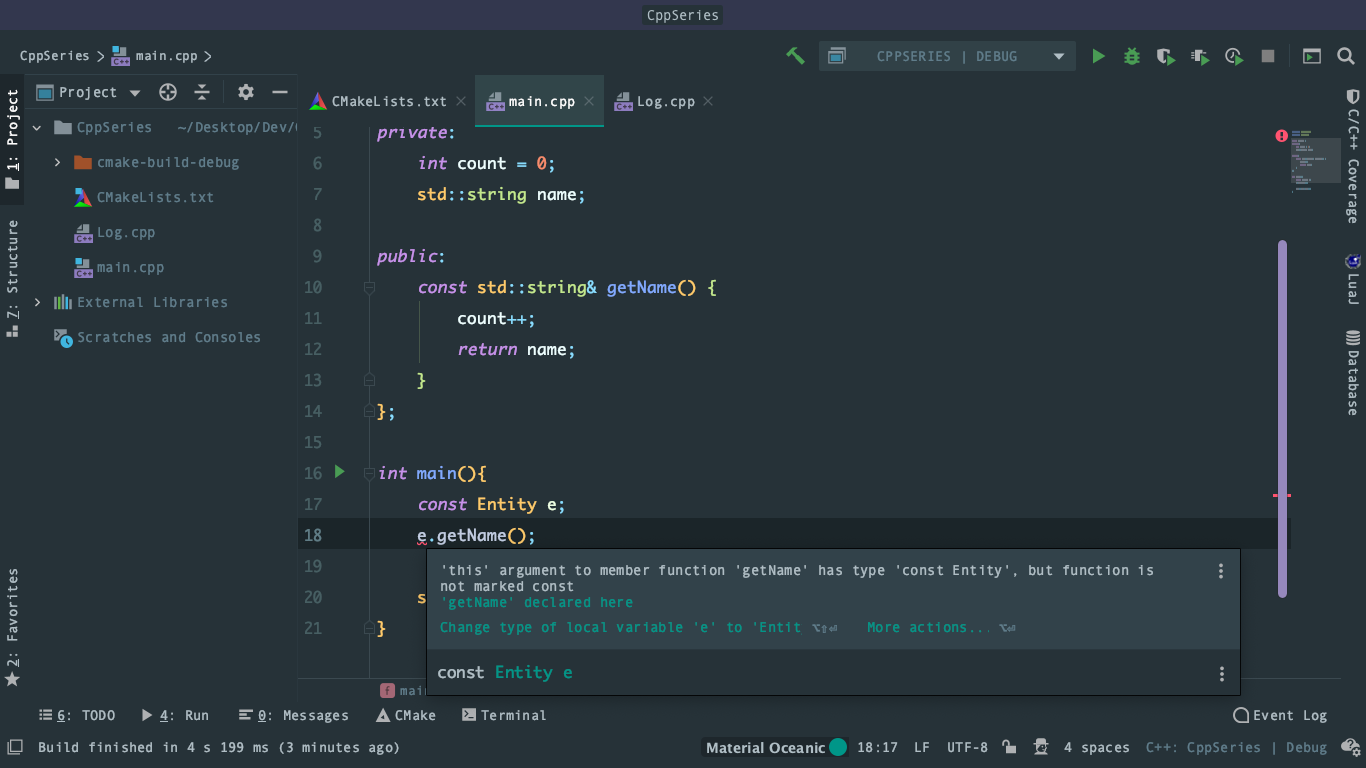 CppSeries
CppSeries > main.cpp >
CPPSERIES | DEBUG
1: Project
Z: Structure
2: Favorites
Project
CppSeries ~/Desktop/Dev/
cmake-build-debug
CMakeLists.txt
Log.cpp
main.cpp
External Libraries
Scratches and Consoles
CMakeLists.txt
main.cpp
Log.cpp
5 private:
6 int count = 0;
7 std::string name;
8
9 public:
10 const std::string& getName() {
11 count++;
12 return name;
13 }
14 };
15
16 int main(){
17 const Entity e;
18 e.getName();
19
20 s
21 }
'this' argument to member function 'getName' has type 'const Entity', but function is
not marked const
'getName' declared here
Change type of local variable 'e' to 'Entit ⌥⇧⏎ More actions... ⌥⏎
const Entity e
f main
C/C++ Coverage
LuaJ
Database
6: TODO
4: Run
0: Messages
CMake
Terminal
Event Log
Build finished in 4 s 199 ms (3 minutes ago)
Material Oceanic
18:17 LF UTF-8 4 spaces C++: CppSeries | Debug